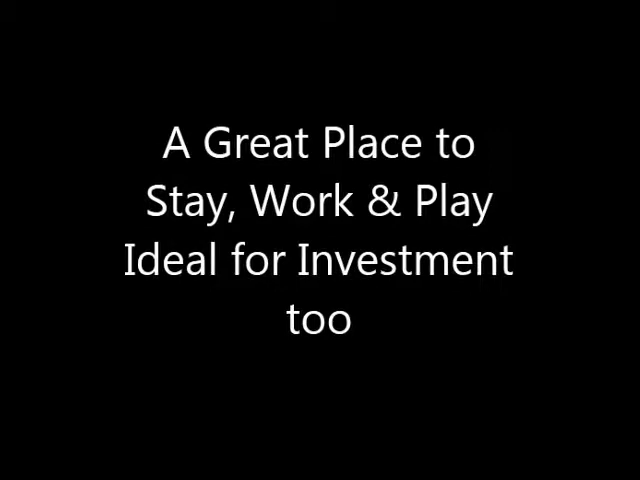 A Great Place to
Stay, Work & Play
Ideal for Investment
too